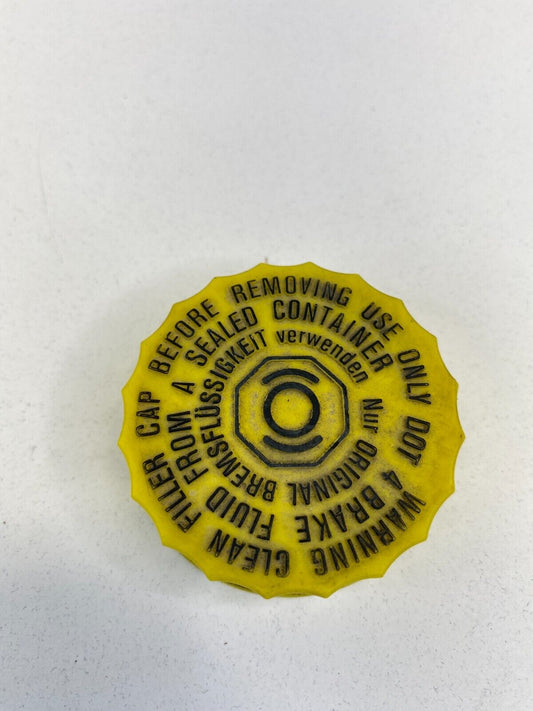 WARNING CLEAN FILLER CAP BEFORE REMOVING USE ONLY DOT
4 BRAKE FLUID FROM A SEALED CONTAINER
Nur ORIGINAL BREMSFLÜSSIGKEiT verwenden